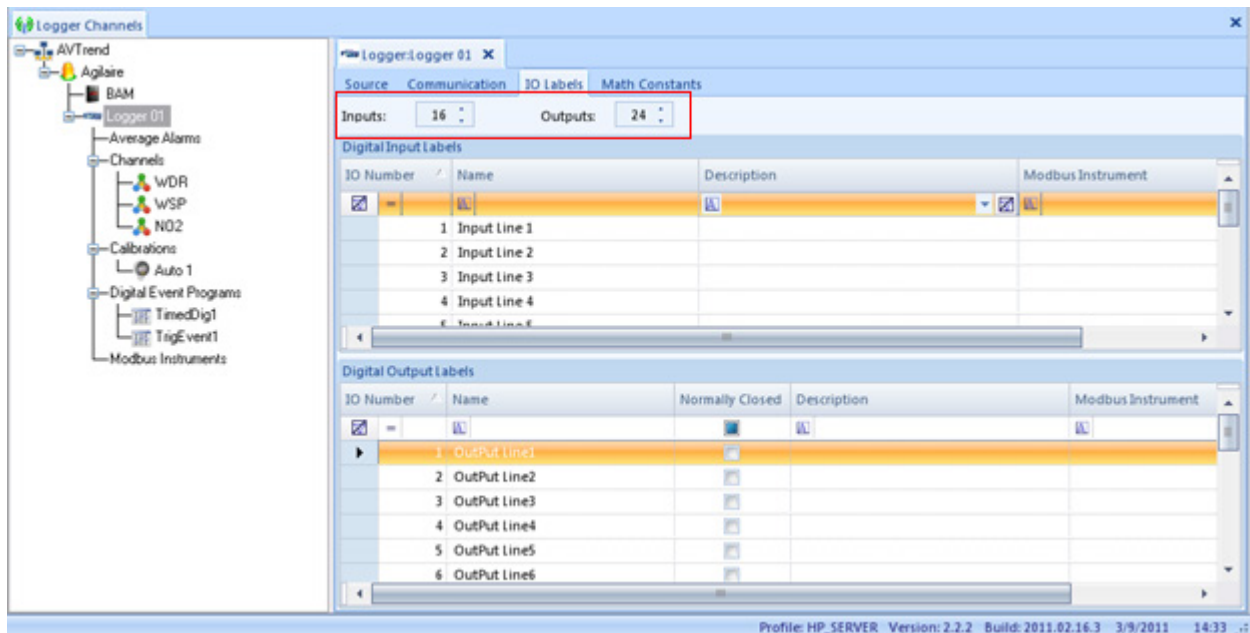 Logger Channels
AVTrend
Agilaire
BAM
Logger 01
Average Alarms
Channels
WDR
WSP
NO2
Calibrations
Auto 1
Digital Event Programs
TimedDig1
TrigEvent1
Modbus Instruments
Logger:Logger 01
Source Communication IO Labels Math Constants
Inputs: 16 Outputs: 24
Digital Input Labels
IO Number Name Description Modbus Instrument
=
1 Input Line 1
2 Input Line 2
3 Input Line 3
4 Input Line 4
5 Input Line 5
Digital Output Labels
IO Number Name Normally Closed Description Modbus Instrument
=
1 OutPut Line1
2 OutPut Line2
3 OutPut Line3
4 OutPut Line4
5 OutPut Line5
6 OutPut Line6
Profile: HP_SERVER Version: 2.2.2 Build: 2011.02.16.3 3/9/2011 14:33